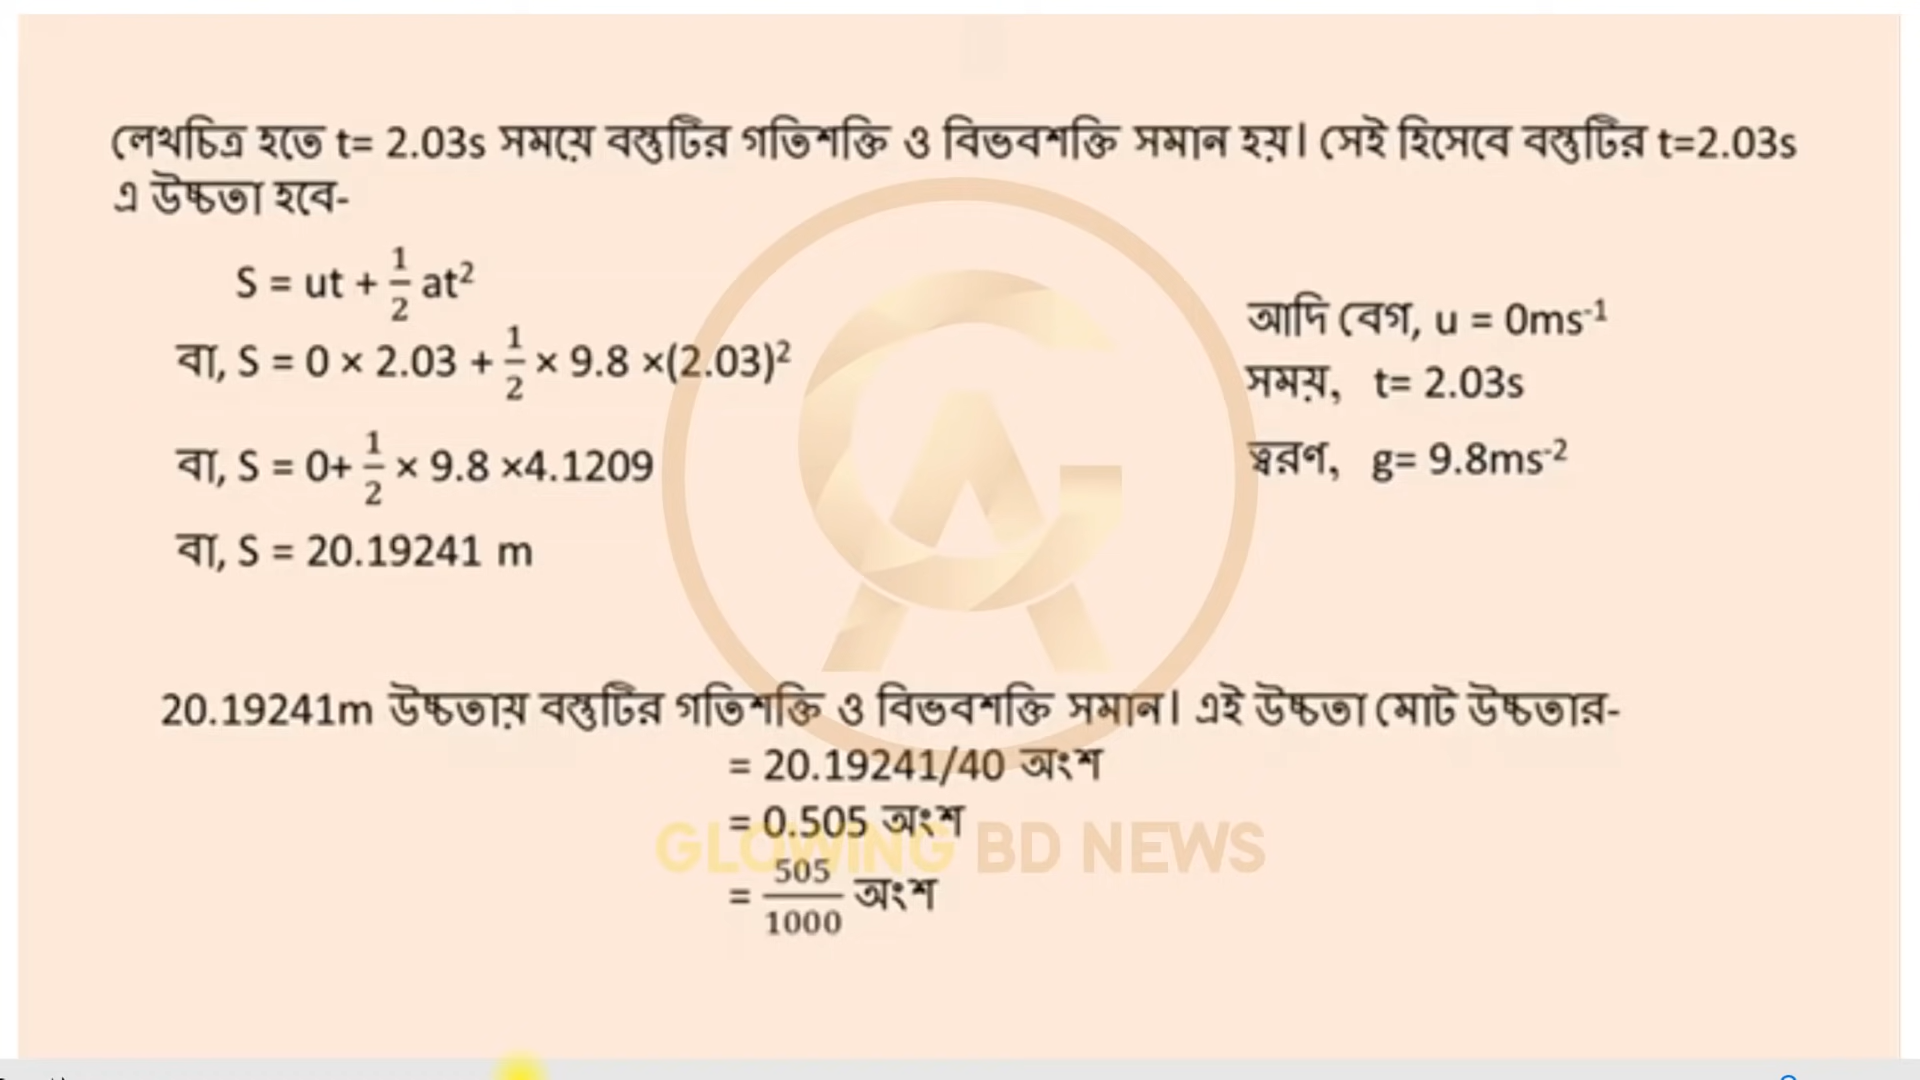 লেখচিত্র হতে t= 2.03s সময়ে বস্তুটির গতিশক্তি ও বিভবশক্তি সমান হয়। সেই হিসেবে বস্তুটির t=2.03s
এ উচ্চতা হবে-
S = ut + 1/2 at²
বা, S = 0 × 2.03 + 1/2 × 9.8 ×(2.03)²
বা, S = 0+ 1/2 × 9.8 ×4.1209
বা, S = 20.19241 m
আদি বেগ, u = 0ms⁻¹
সময়, t= 2.03s
ত্বরণ, g= 9.8ms⁻²
20.19241m উচ্চতায় বস্তুটির গতিশক্তি ও বিভবশক্তি সমান। এই উচ্চতা মোট উচ্চতার-
= 20.19241/40 অংশ
= 0.505 অংশ
= 505/1000 অংশ
GLOWING BD NEWS